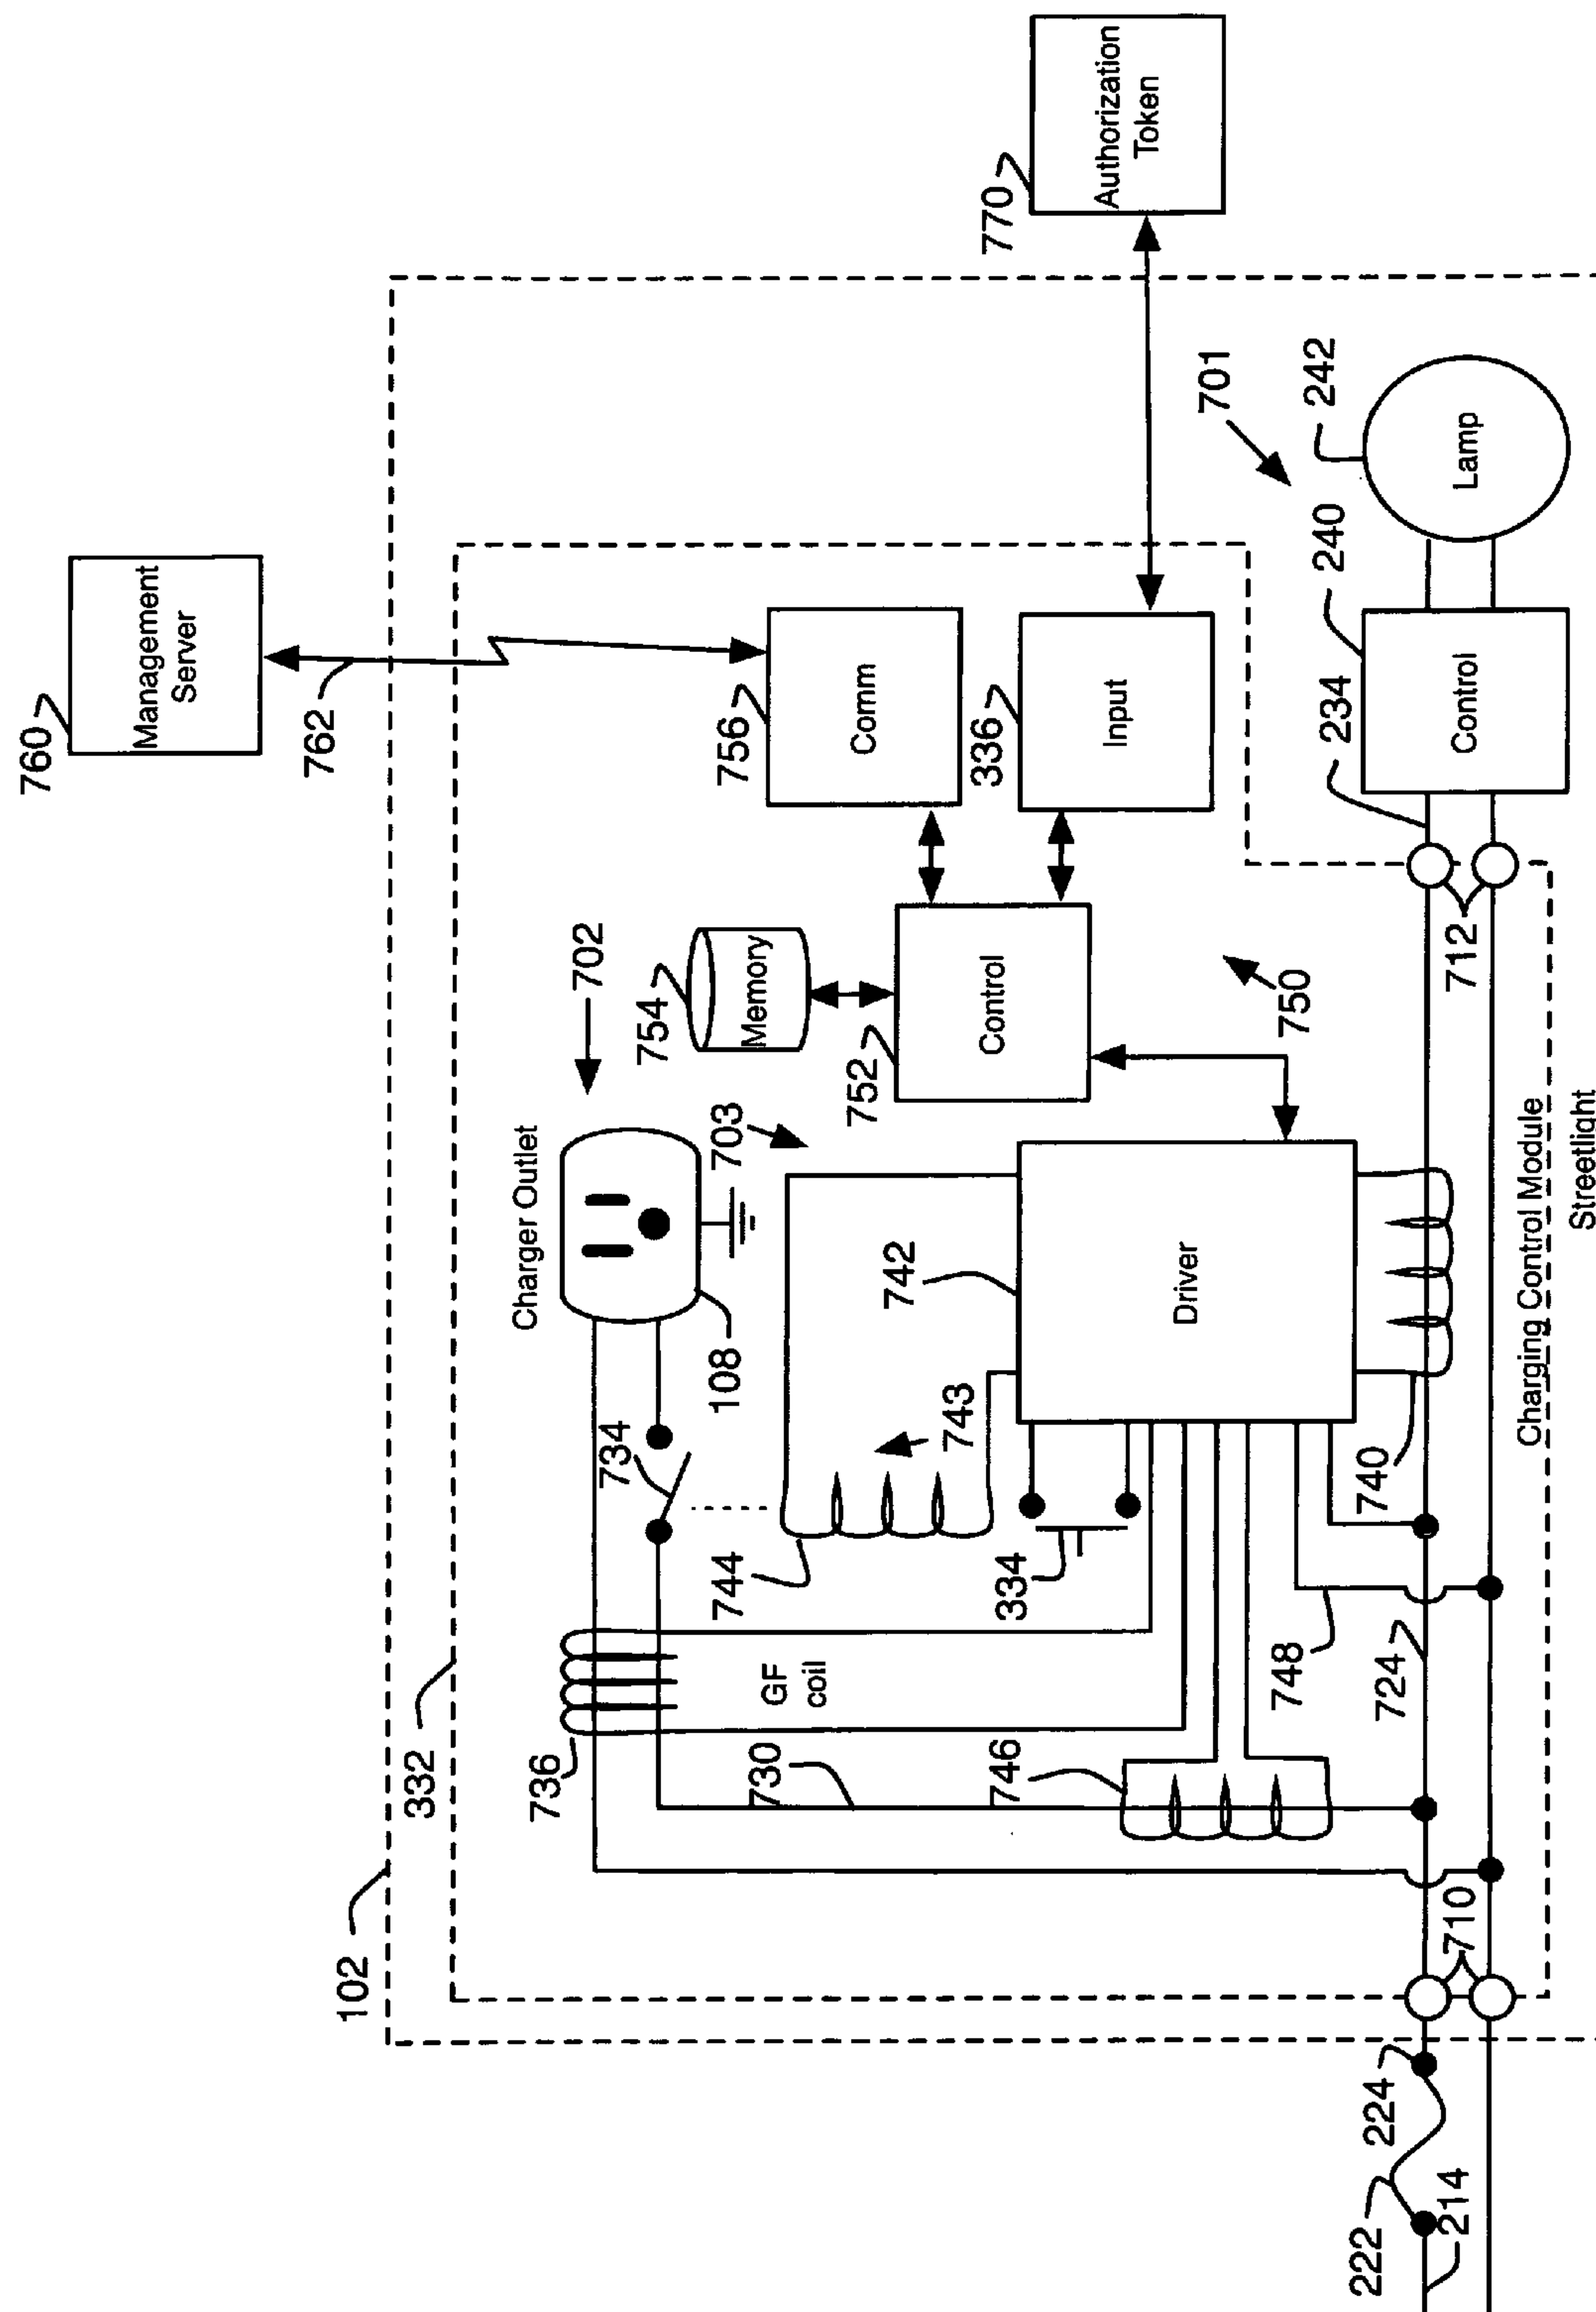 760
Management
Server
762
102
332
756
Comm
336
Input
770
Authorization
Token
702
754
Memory
752
Control
750
Charger Outlet
703
108
734
743
744
742
Driver
736
GF
coil
730
746
334
748
724
740
701
242
Lamp
240
Control
234
712
710
Charging Control Module
Streetlight
222
224
214